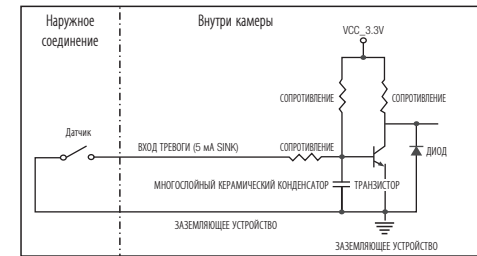 Наружное
соединение
Внутри камеры
VCC_3.3V
СОПРОТИВЛЕНИЕ
СОПРОТИВЛЕНИЕ
Датчик
ВХОД ТРЕВОГИ (5 мА SINK)
СОПРОТИВЛЕНИЕ
ДИОД
МНОГОСЛОЙНЫЙ КЕРАМИЧЕСКИЙ КОНДЕНСАТОР
ТРАНЗИСТОР
ЗАЗЕМЛЯЮЩЕЕ УСТРОЙСТВО
ЗАЗЕМЛЯЮЩЕЕ УСТРОЙСТВО